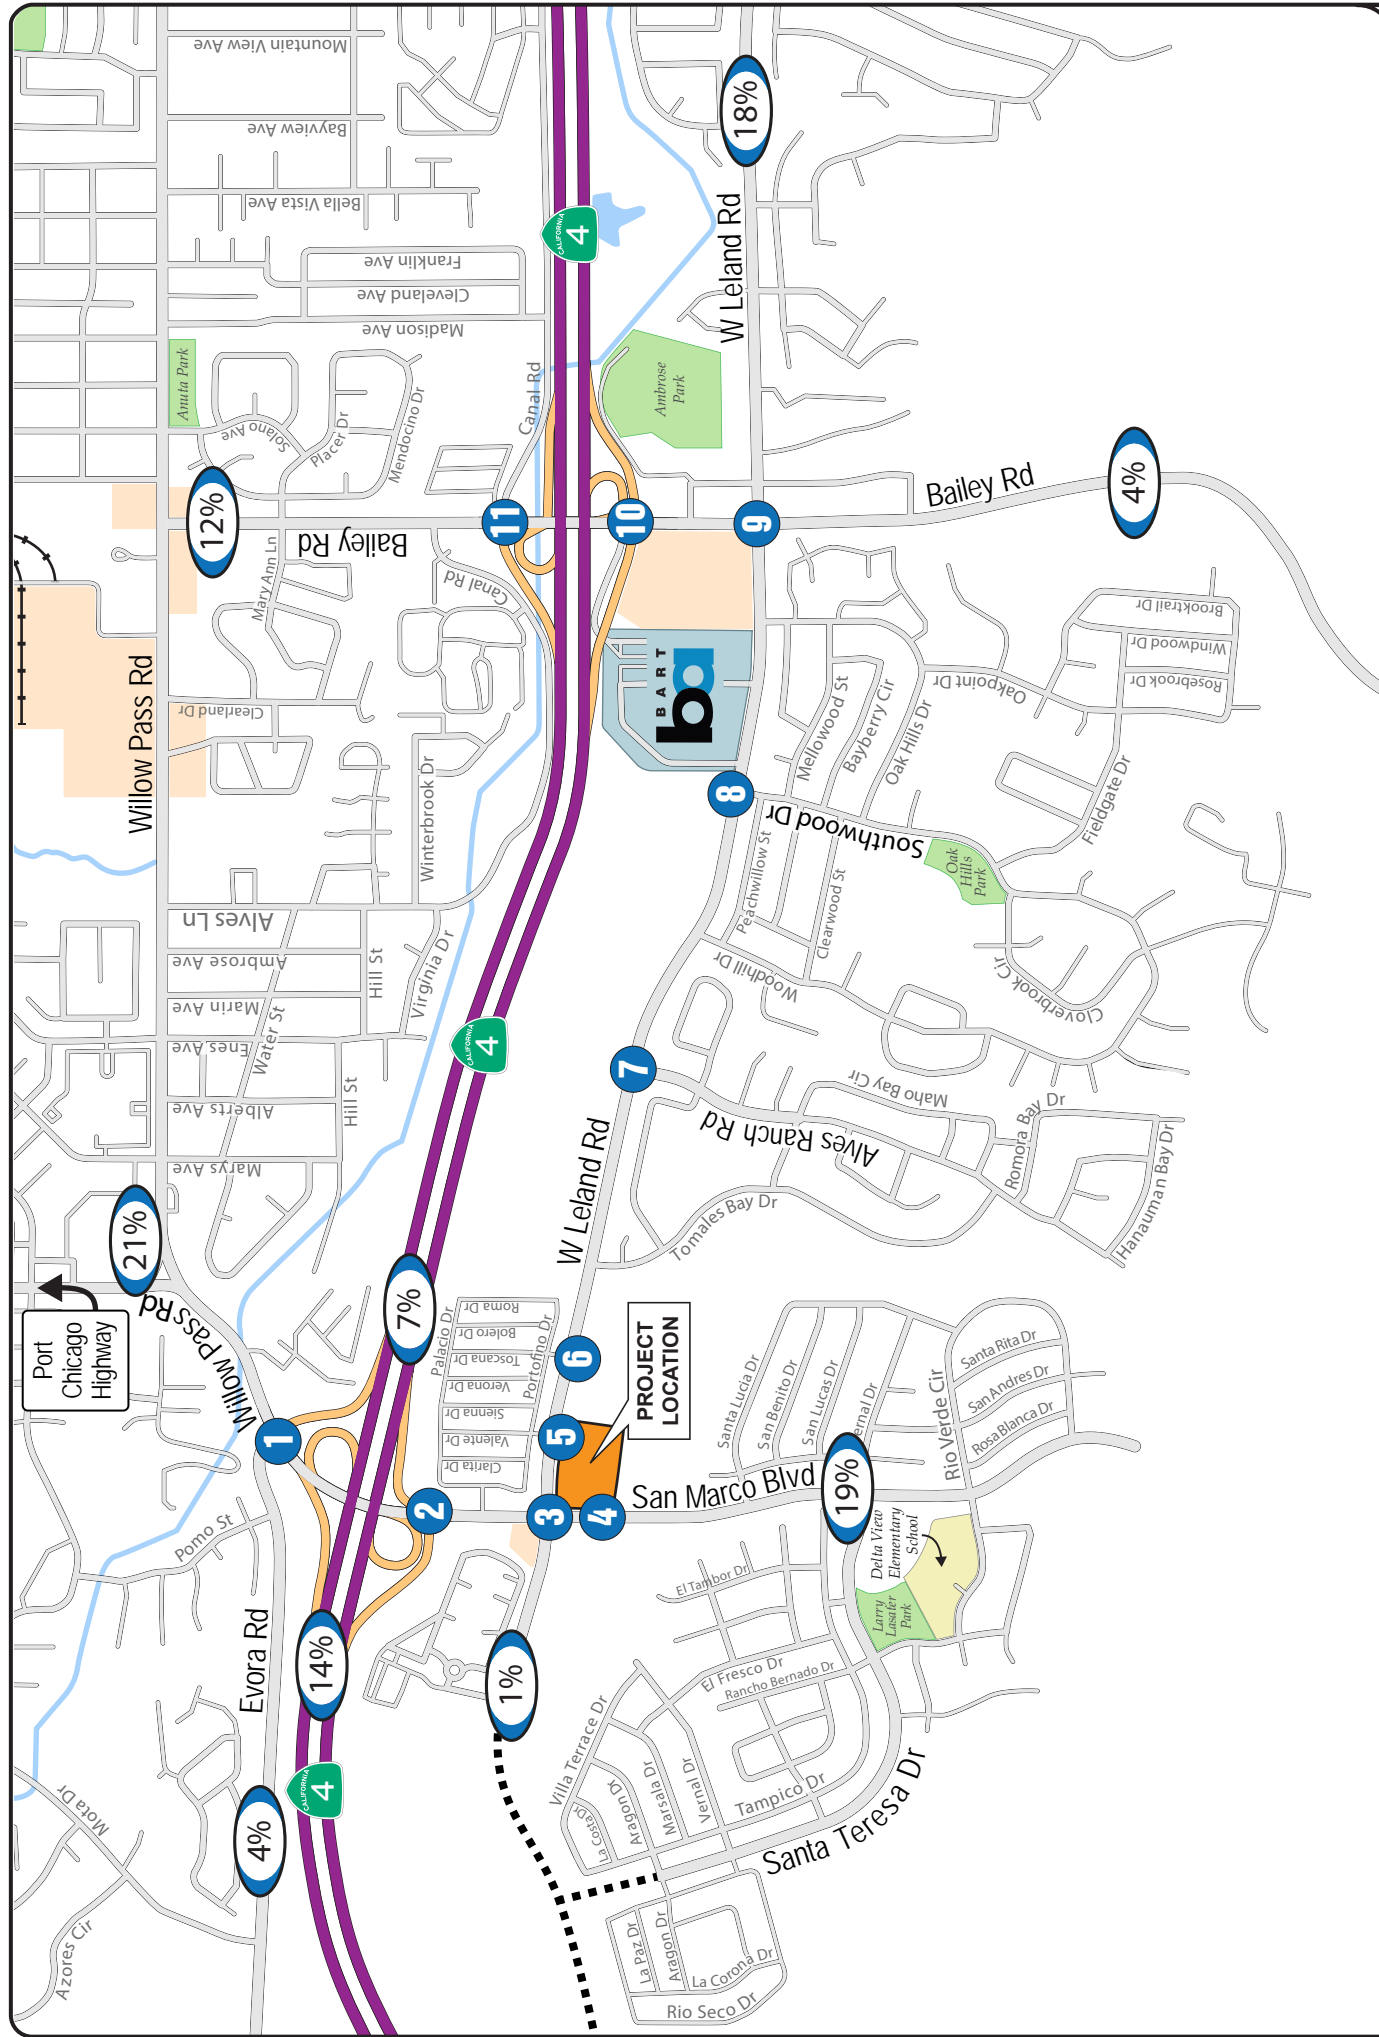 Port
Chicago
Highway
Willow Pass Rd
Willow Pass Rd
Mountain View Ave
Bayview Ave
Bella Vista Ave
Franklin Ave
Cleveland Ave
Madison Ave
Anuta Park
Solano Ave
Placer Dr
Mendocino Dr
Canal Rd
Mary Ann Ln
Bailey Rd
Canal Rd
Clearland Dr
Winterbrook Dr
Alves Ln
Ambrose Ave
Marin Ave
Enes Ave
Water St
Hill St
Virginia Dr
Alberts Ave
Hill St
Marys Ave
Pomo St
Evora Rd
Mota Dr
Azores Cir
CALIFORNIA
4
CALIFORNIA
4
CALIFORNIA
4
21%
12%
18%
4%
7%
14%
4%
1%
19%
1
2
3
4
5
6
7
8
9
10
11
W Leland Rd
W Leland Rd
Ambrose
Park
Bailey Rd
BART
ba
Mellowood St
Bayberry Cir
Oak Hills Dr
Oakpoint Dr
Brooktrail Dr
Windwood Dr
Rosebrook Dr
Fieldgate Dr
Southwood Dr
Oak
Hills
Park
Peachwillow St
Clearwood St
Woodhill Dr
Cloverbrook Cir
Alves Ranch Rd
Maho Bay Cir
Romora Bay Dr
Hanauman Bay Dr
Tomales Bay Dr
Palacio Dr
Portofino Dr
Roma Dr
Bolero Dr
Toscana Dr
Verona Dr
Sienna Dr
Valente Dr
Clarita Dr
PROJECT
LOCATION
San Marco Blvd
Santa Lucia Dr
San Benito Dr
San Lucas Dr
ernal Dr
Rio Verde Cir
Santa Rita Dr
San Andres Dr
Rosa Blanca Dr
Delta View
Elementary
School
Larry
Lasater
Park
El Tambor Dr
El Fresco Dr
Rancho Bernado Dr
Villa Terrace Dr
La Costa Dr
Aragon Dr
Marsala Dr
Vernal Dr
Tampico Dr
Santa Teresa Dr
La Paz Dr
Aragon Dr
La Corona Dr
Rio Seco Dr